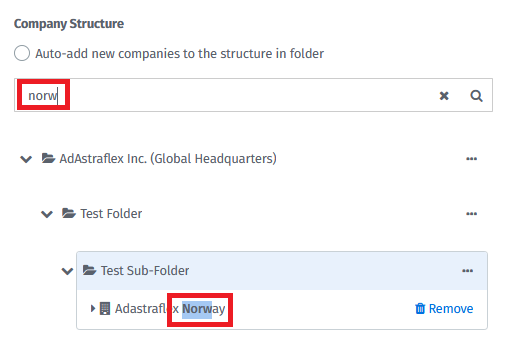 Company Structure
Auto-add new companies to the structure in folder
norw
AdAstraflex Inc. (Global Headquarters)
Test Folder
Test Sub-Folder
Adastraflex Norway Remove